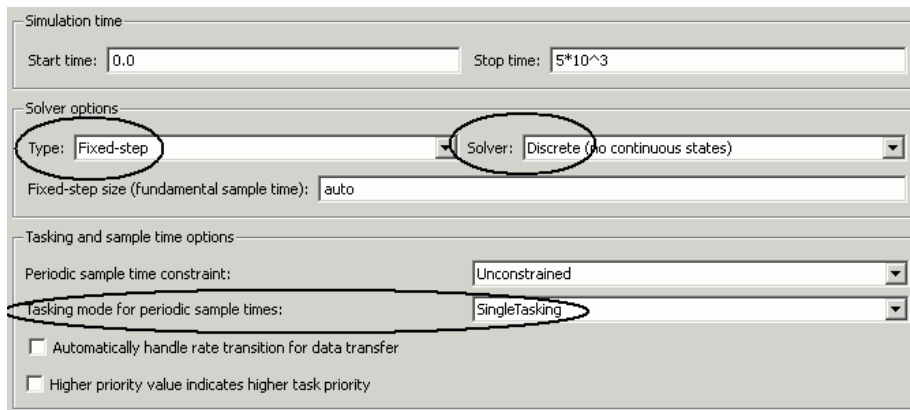 Simulation time
Start time: 0.0 Stop time: 5*10^3
Solver options
Type: Fixed-step Solver: Discrete (no continuous states)
Fixed-step size (fundamental sample time): auto
Tasking and sample time options
Periodic sample time constraint: Unconstrained
Tasking mode for periodic sample times: SingleTasking
Automatically handle rate transition for data transfer
Higher priority value indicates higher task priority